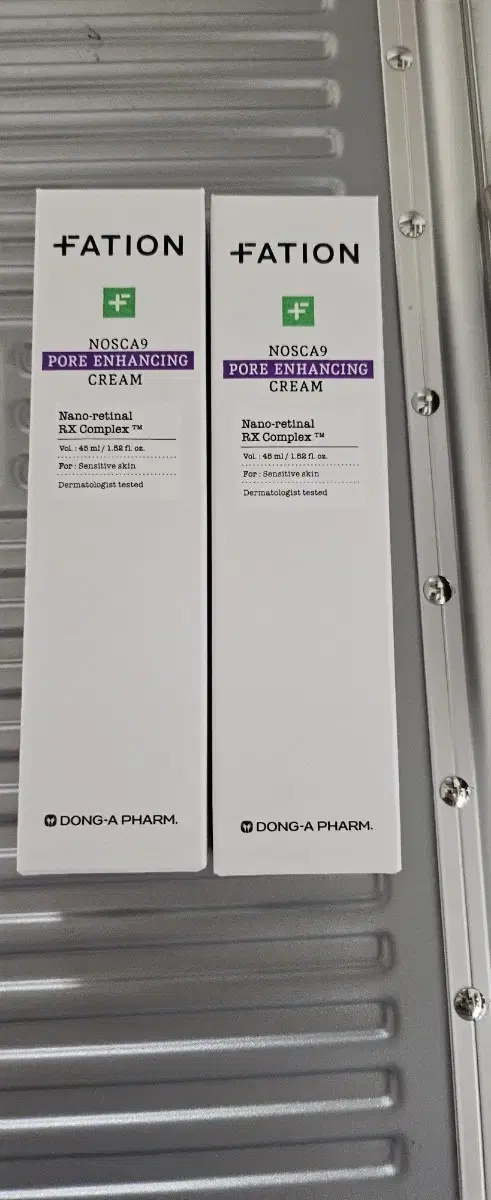 FATION
NOSCA9
PORE ENHANCING
CREAM
Nano-retinal
RX Complex ™
Vol. : 45 ml / 1.52 fl. oz.
For : Sensitive skin
Dermatologist tested
DONG-A PHARM.
FATION
NOSCA9
PORE ENHANCING
CREAM
Nano-retinal
RX Complex ™
Vol. : 45 ml / 1.52 fl. oz.
For : Sensitive skin
Dermatologist tested
DONG-A PHARM.